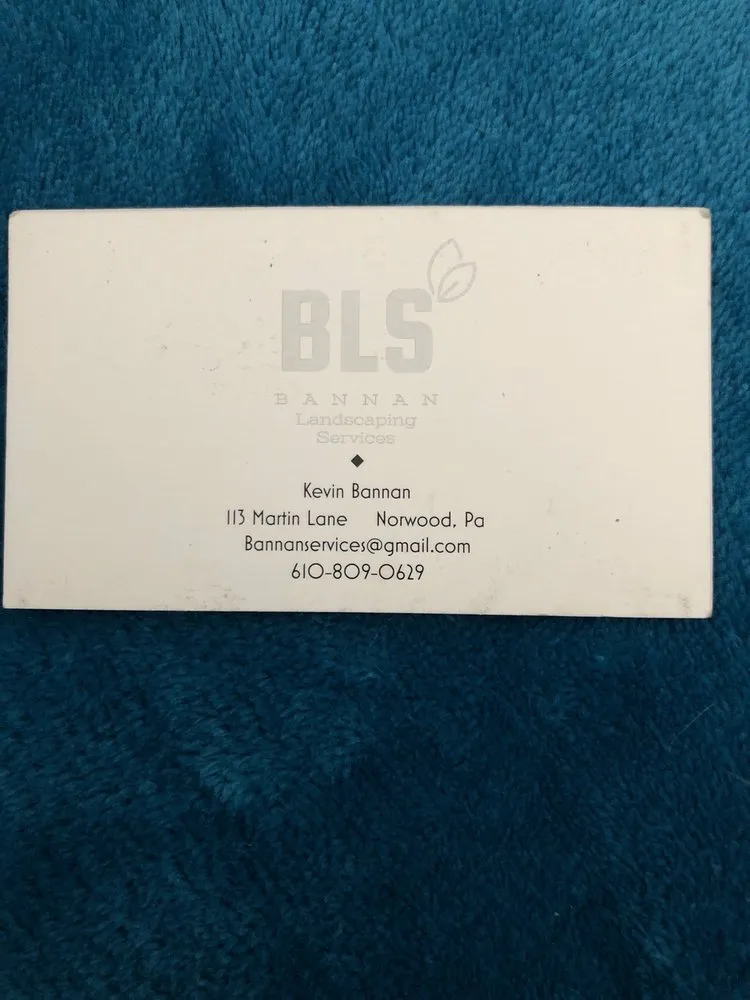 BLS
BANNAN
Landscaping
Services
Kevin Bannan
113 Martin Lane Norwood, Pa
Bannanservices@gmail.com
610-809-0629